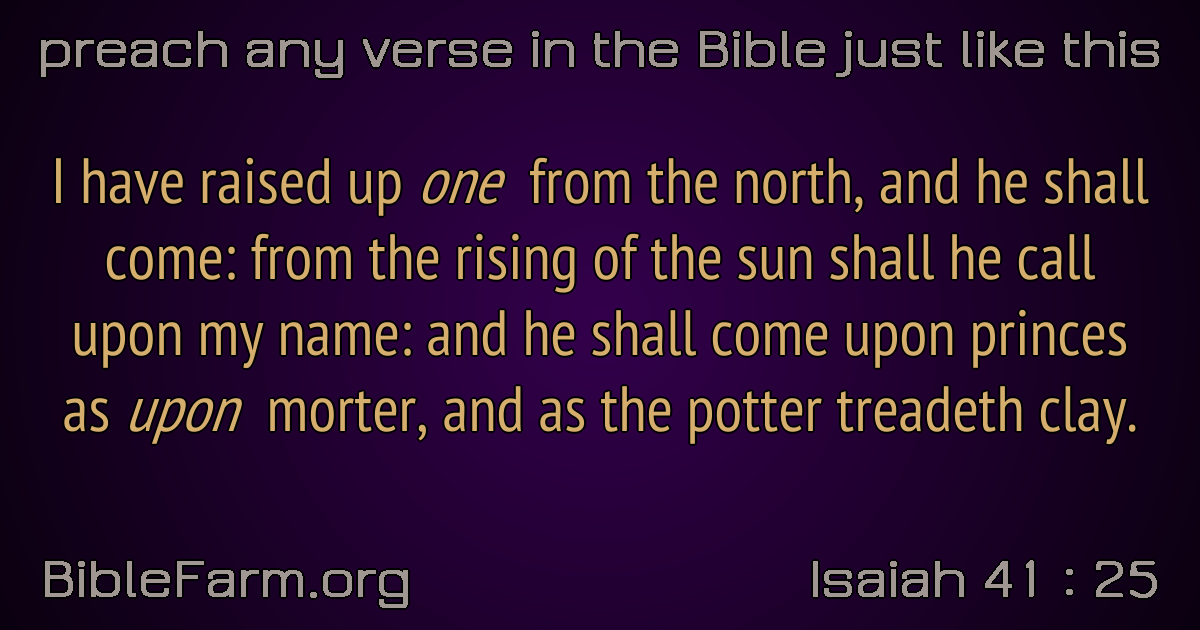 preach any verse in the Bible just like this
I have raised up one from the north, and he shall
come: from the rising of the sun shall he call
upon my name: and he shall come upon princes
as upon morter, and as the potter treadeth clay.
BibleFarm.org
Isaiah 41 : 25